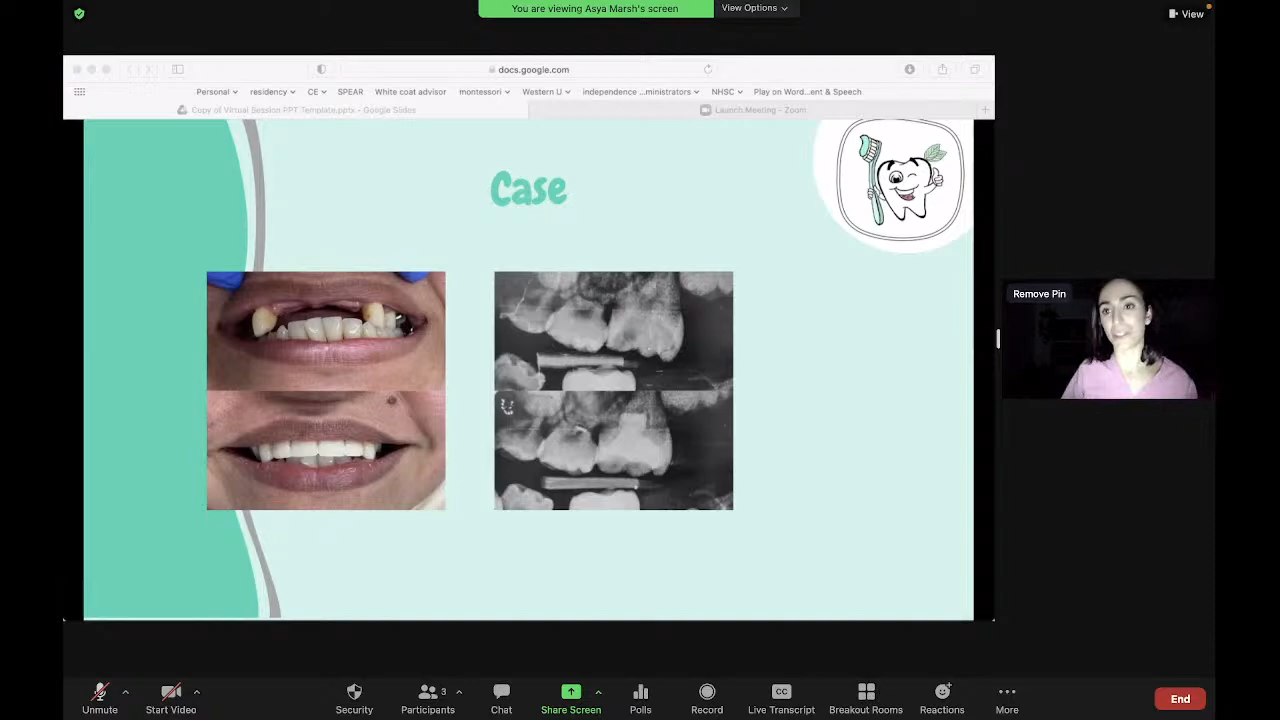 You are viewing Asya Marsh's screen
View Options
View
docs.google.com
Personal residency CE SPEAR White coat advisor montessori Western U independence ...ministrators NHSC Play on Word...ent & Speech
Copy of Virtual Session PPT Template.pptx - Google Slides
Launch Meeting - Zoom
Case
Remove Pin
Unmute
Start Video
Security
3
Participants
Chat
Share Screen
Polls
Record
CC
Live Transcript
Breakout Rooms
Reactions
More
End